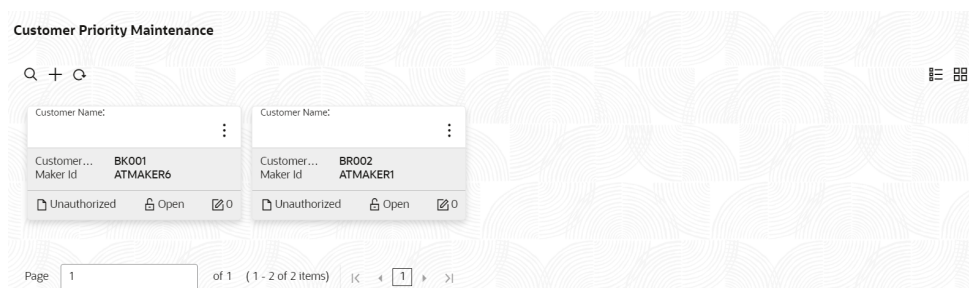 Customer Priority Maintenance
Customer Name:
Customer... BK001
Maker Id ATMAKER6
Unauthorized Open 0
Customer Name:
Customer... BR002
Maker Id ATMAKER1
Unauthorized Open 0
Page 1 of 1 (1 - 2 of 2 items) 1